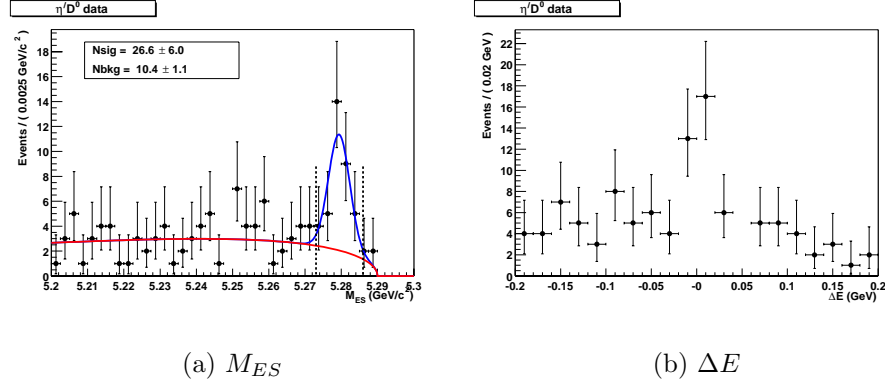 η′D⁰ data
Events / ( 0.0025 GeV/c² )
Nsig = 26.6 ± 6.0
Nbkg = 10.4 ± 1.1
18
16
14
12
10
8
6
4
2
0
5.2 5.21 5.22 5.23 5.24 5.25 5.26 5.27 5.28 5.29 5.3
M_ES (GeV/c²)
(a) M_ES
η′D⁰ data
Events / ( 0.02 GeV )
22
20
18
16
14
12
10
8
6
4
2
0
-0.2 -0.15 -0.1 -0.05 -0 0.05 0.1 0.15 0.2
ΔE (GeV)
(b) ΔE